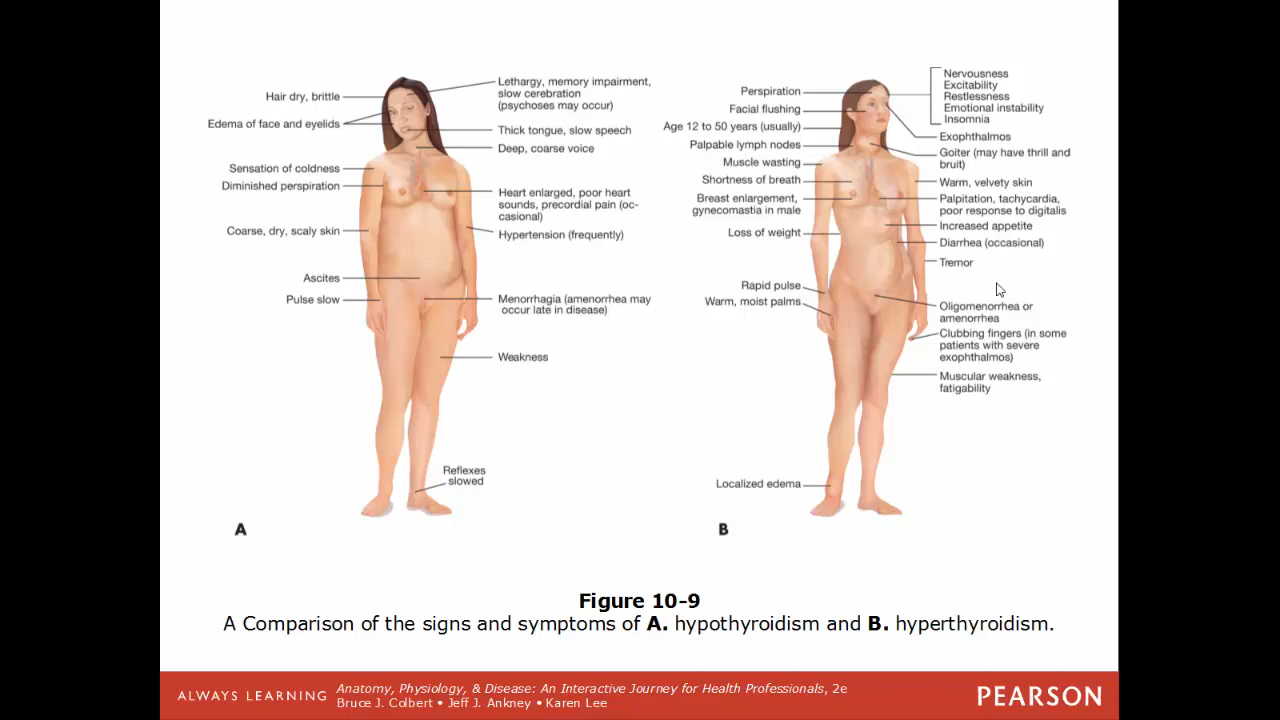 Hair dry, brittle
Edema of face and eyelids
Sensation of coldness
Diminished perspiration
Coarse, dry, scaly skin
Ascites
Pulse slow
Lethargy, memory impairment,
slow cerebration
(psychoses may occur)
Thick tongue, slow speech
Deep, coarse voice
Heart enlarged, poor heart
sounds, precordial pain (oc-
casional)
Hypertension (frequently)
Menorrhagia (amenorrhea may
occur late in disease)
Weakness
Reflexes
slowed
A
Perspiration
Facial flushing
Age 12 to 50 years (usually)
Palpable lymph nodes
Muscle wasting
Shortness of breath
Breast enlargement,
gynecomastia in male
Loss of weight
Rapid pulse
Warm, moist palms
Localized edema
Nervousness
Excitability
Restlessness
Emotional instability
Insomnia
Exophthalmos
Goiter (may have thrill and
bruit)
Warm, velvety skin
Palpitation, tachycardia,
poor response to digitalis
Increased appetite
Diarrhea (occasional)
Tremor
Oligomenorrhea or
amenorrhea
Clubbing fingers (in some
patients with severe
exophthalmos)
Muscular weakness,
fatigability
B
Figure 10-9
A Comparison of the signs and symptoms of A. hypothyroidism and B. hyperthyroidism.
ALWAYS LEARNING
Anatomy, Physiology, & Disease: An Interactive Journey for Health Professionals, 2e
Bruce J. Colbert • Jeff J. Ankney • Karen Lee
PEARSON